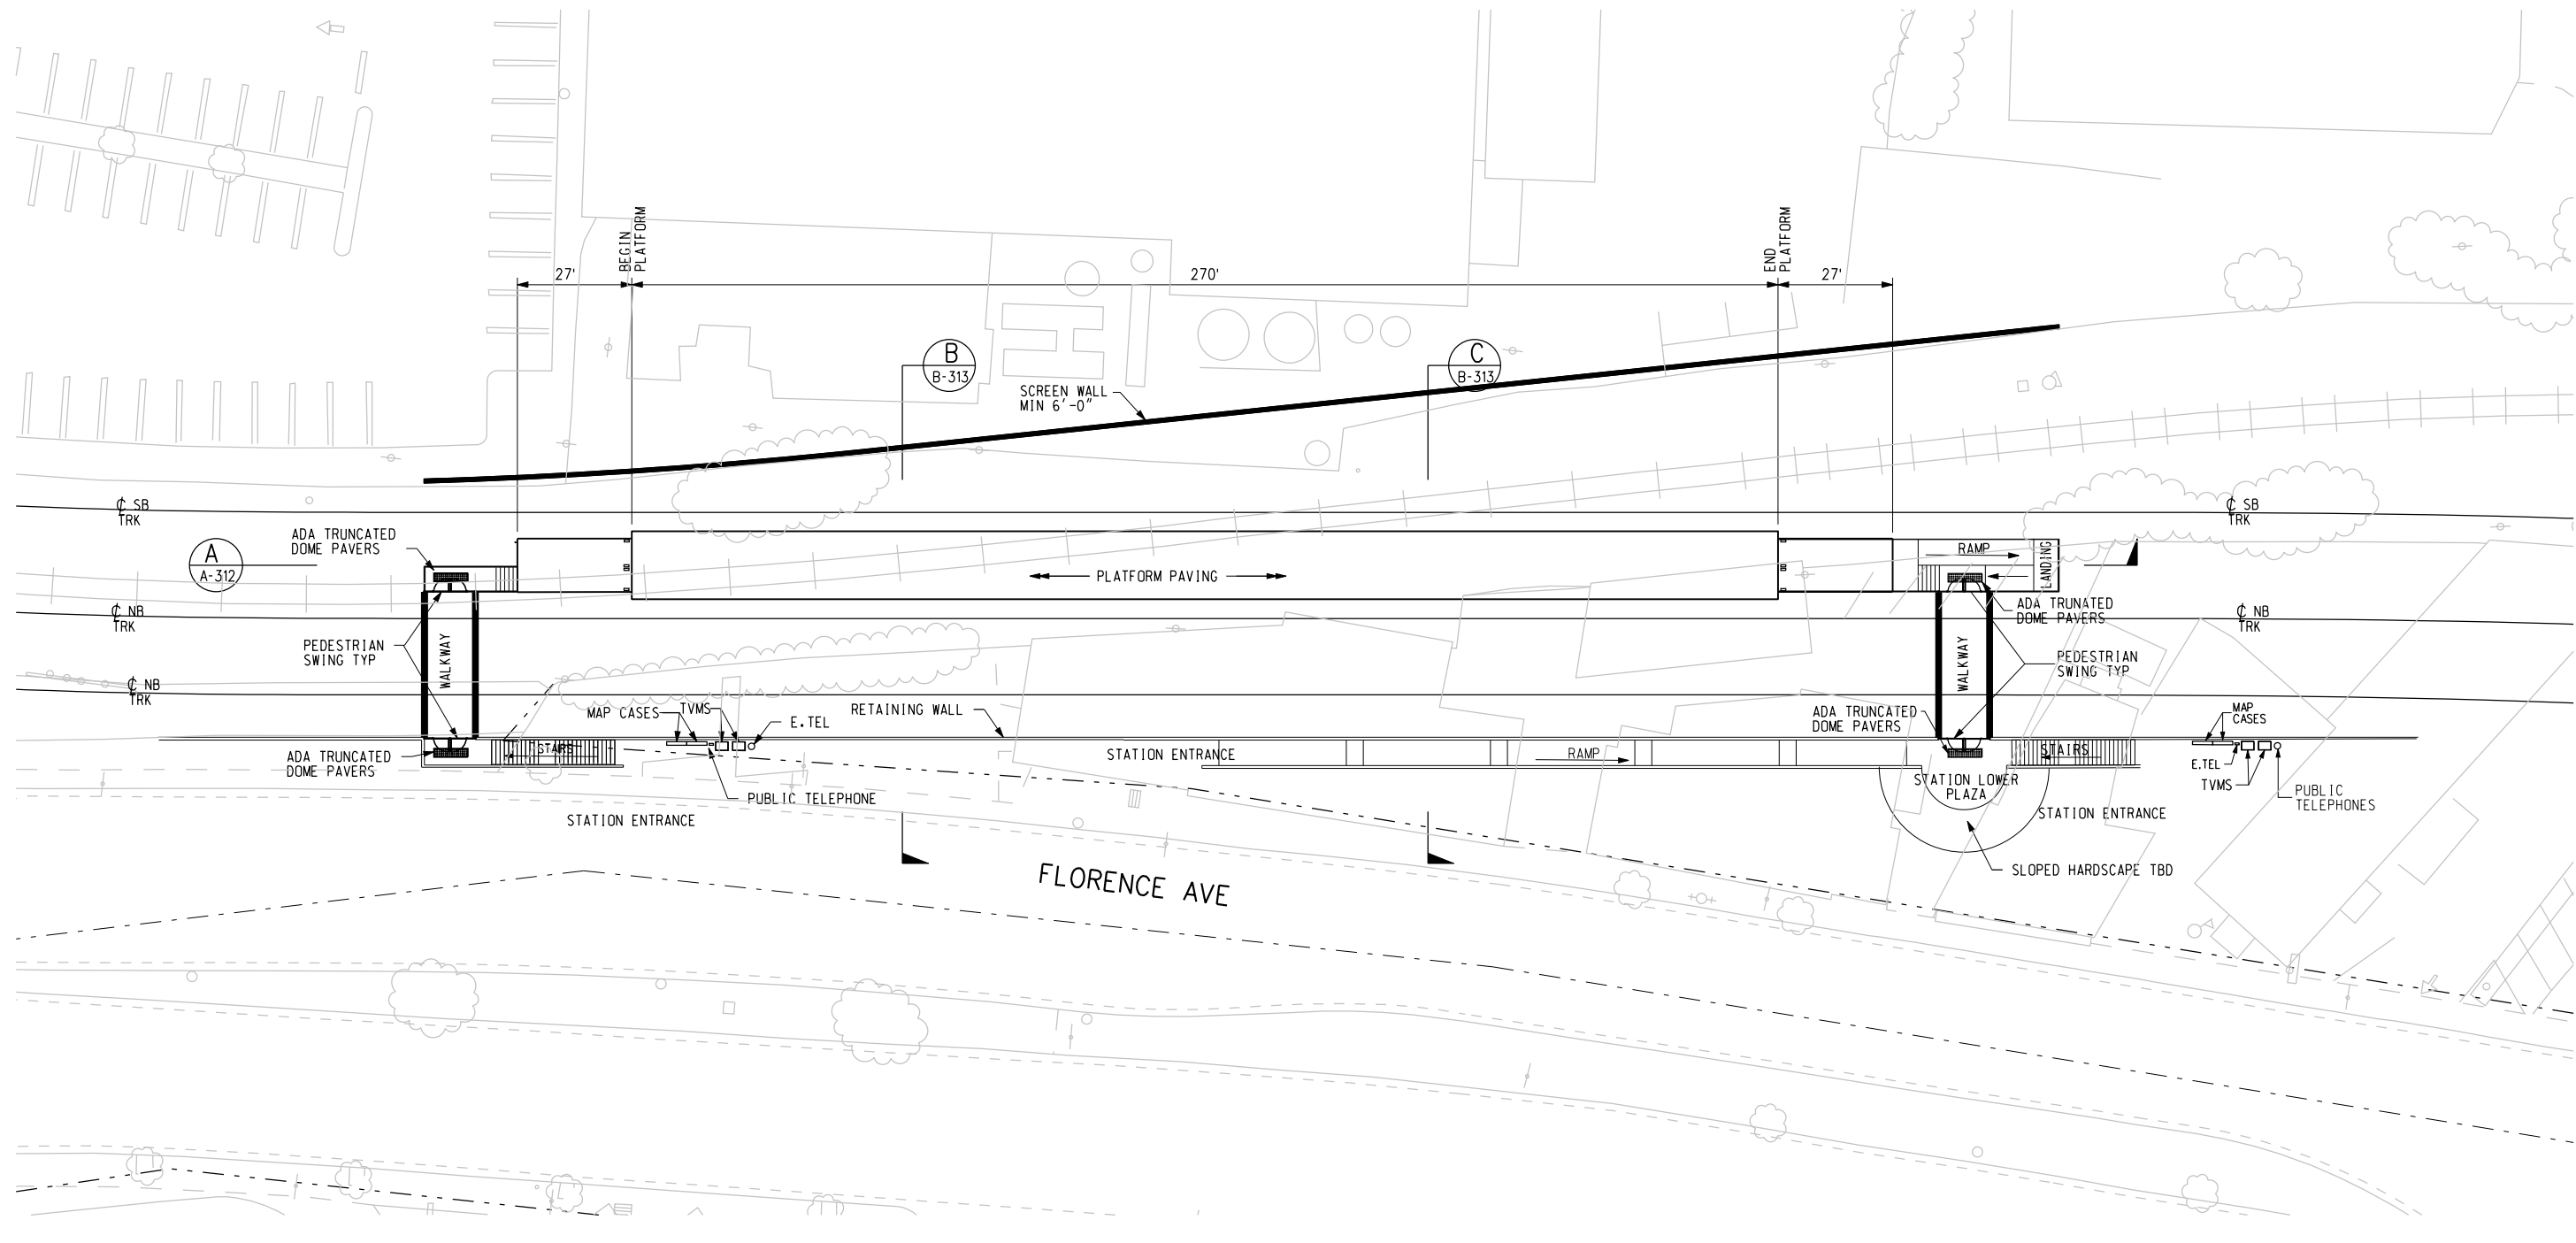 BEGIN
PLATFORM
END
PLATFORM
27'
270'
27'
B
B-313
C
B-313
SCREEN WALL
MIN 6'-0"
℄ SB
TRK
℄ SB
TRK
ADA TRUNCATED
DOME PAVERS
A
A-312
RAMP
LANDING
PLATFORM PAVING
℄ NB
TRK
ADA TRUNATED
DOME PAVERS
℄ NB
TRK
PEDESTRIAN
SWING TYP
WALKWAY
WALKWAY
PEDESTRIAN
SWING TYP
℄ NB
TRK
MAP CASES
TVMS
E.TEL
RETAINING WALL
ADA TRUNCATED
DOME PAVERS
MAP
CASES
ADA TRUNCATED
DOME PAVERS
STAIRS
STATION ENTRANCE
RAMP
STAIRS
E.TEL
TVMS
PUBLIC
TELEPHONES
STATION LOWER
PLAZA
PUBLIC TELEPHONE
STATION ENTRANCE
STATION ENTRANCE
SLOPED HARDSCAPE TBD
FLORENCE AVE